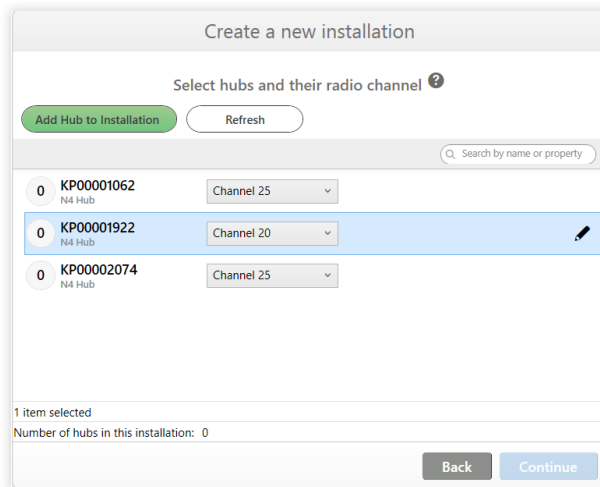 Create a new installation
Select hubs and their radio channel ?
Add Hub to Installation Refresh
Search by name or property
0 KP00001062 Channel 25
N4 Hub
0 KP00001922 Channel 20
N4 Hub
0 KP00002074 Channel 25
N4 Hub
1 item selected
Number of hubs in this installation: 0
Back Continue